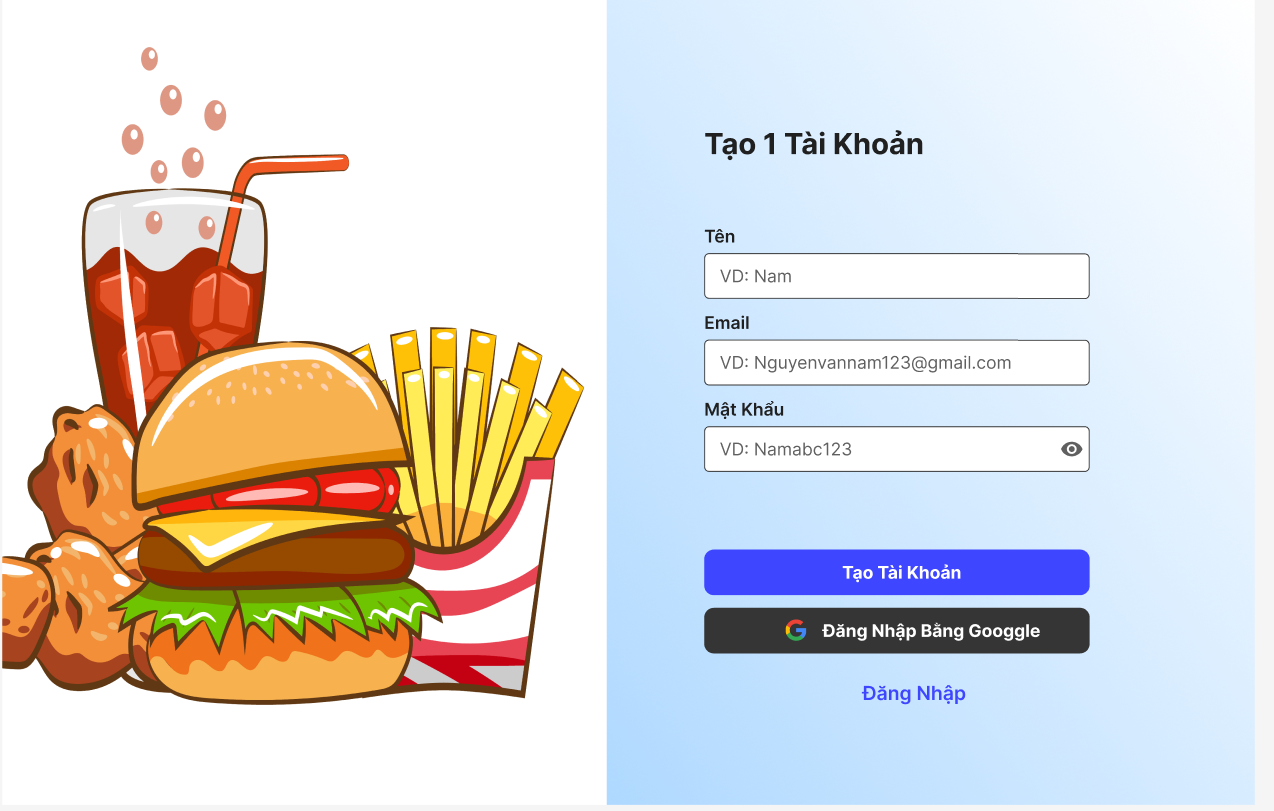 Tạo 1 Tài Khoản
Tên
VD: Nam
Email
VD: Nguyenvannam123@gmail.com
Mật Khẩu
VD: Namabc123
Tạo Tài Khoản
Đăng Nhập Bằng Googgle
Đăng Nhập